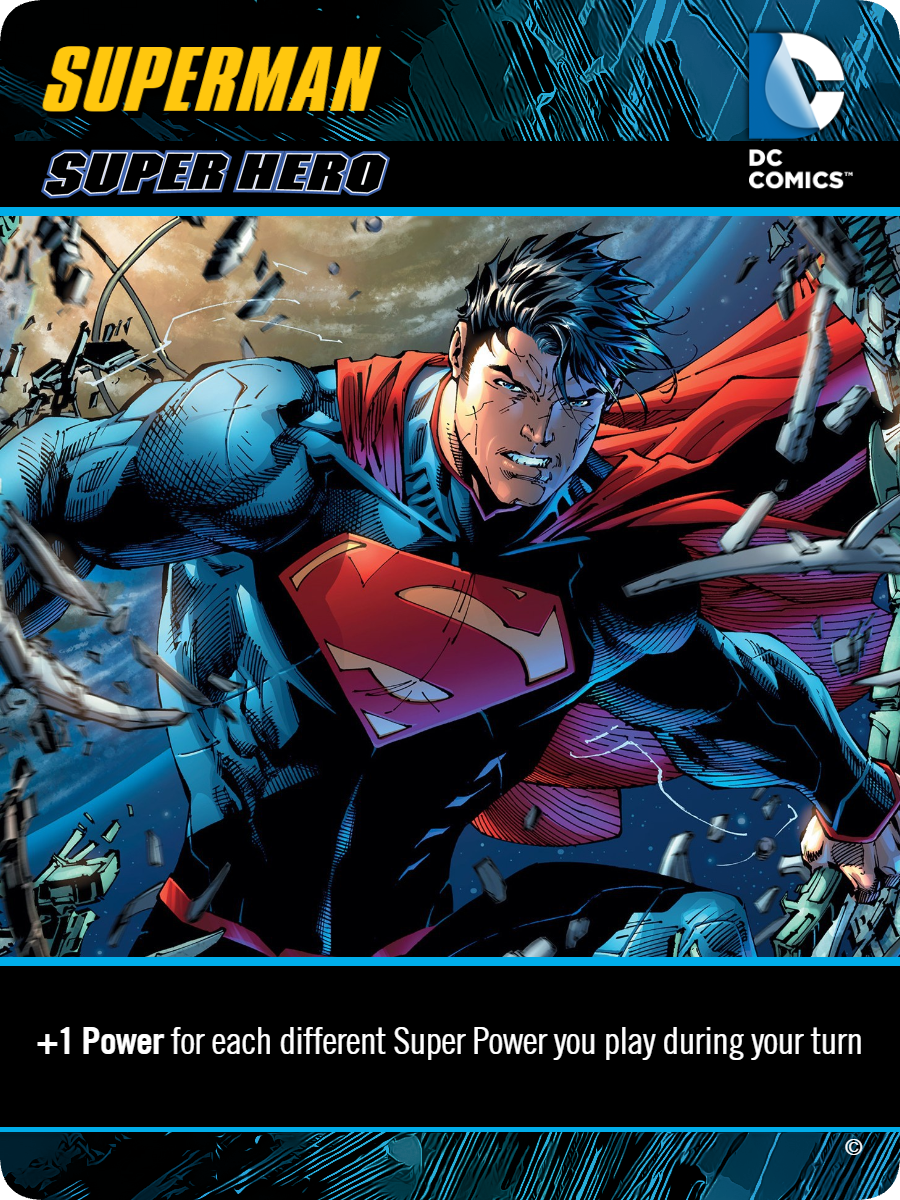 SUPERMAN
SUPER HERO
DC
COMICS™
+1 Power for each different Super Power you play during your turn
©